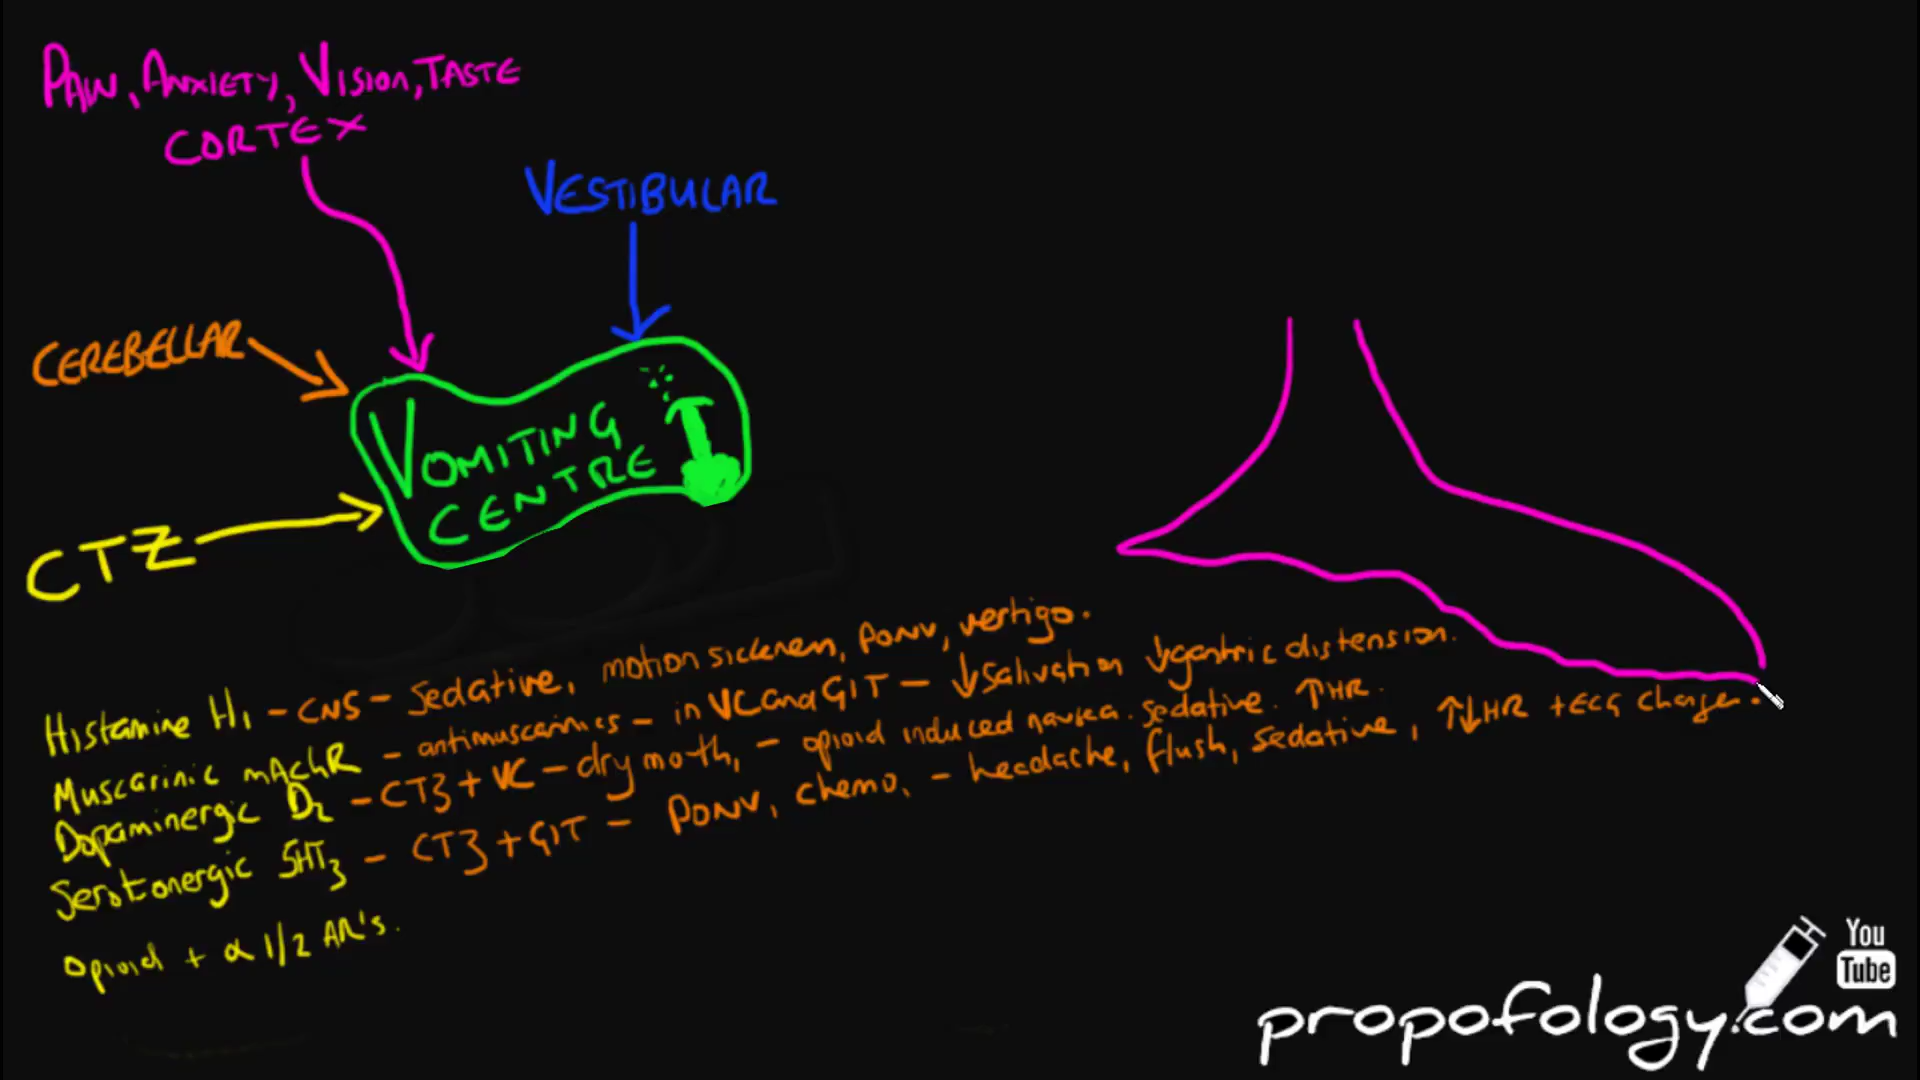 PAIN, ANXIETY, VISION, TASTE
CORTEX
VESTIBULAR
CEREBELLAR
VOMITING
CENTRE
CTZ
Histamine H1 - CNS - Sedative, motion sickness, PONV, vertigo.
Muscarinic mAchR - antimuscarinics - in VC and GIT - ↓Salivation ↓gastric distension.
Dopaminergic D2 - CTZ + VC - dry moth, - opioid induced nausea. Sedative. ↑HR.
Serotonergic 5HT3 - CTZ + GIT - PONV, chemo, - headache, flush, sedative, ↑↓HR + ECG change.
Opioid + α 1/2 AR's.
You
Tube
propofology.com